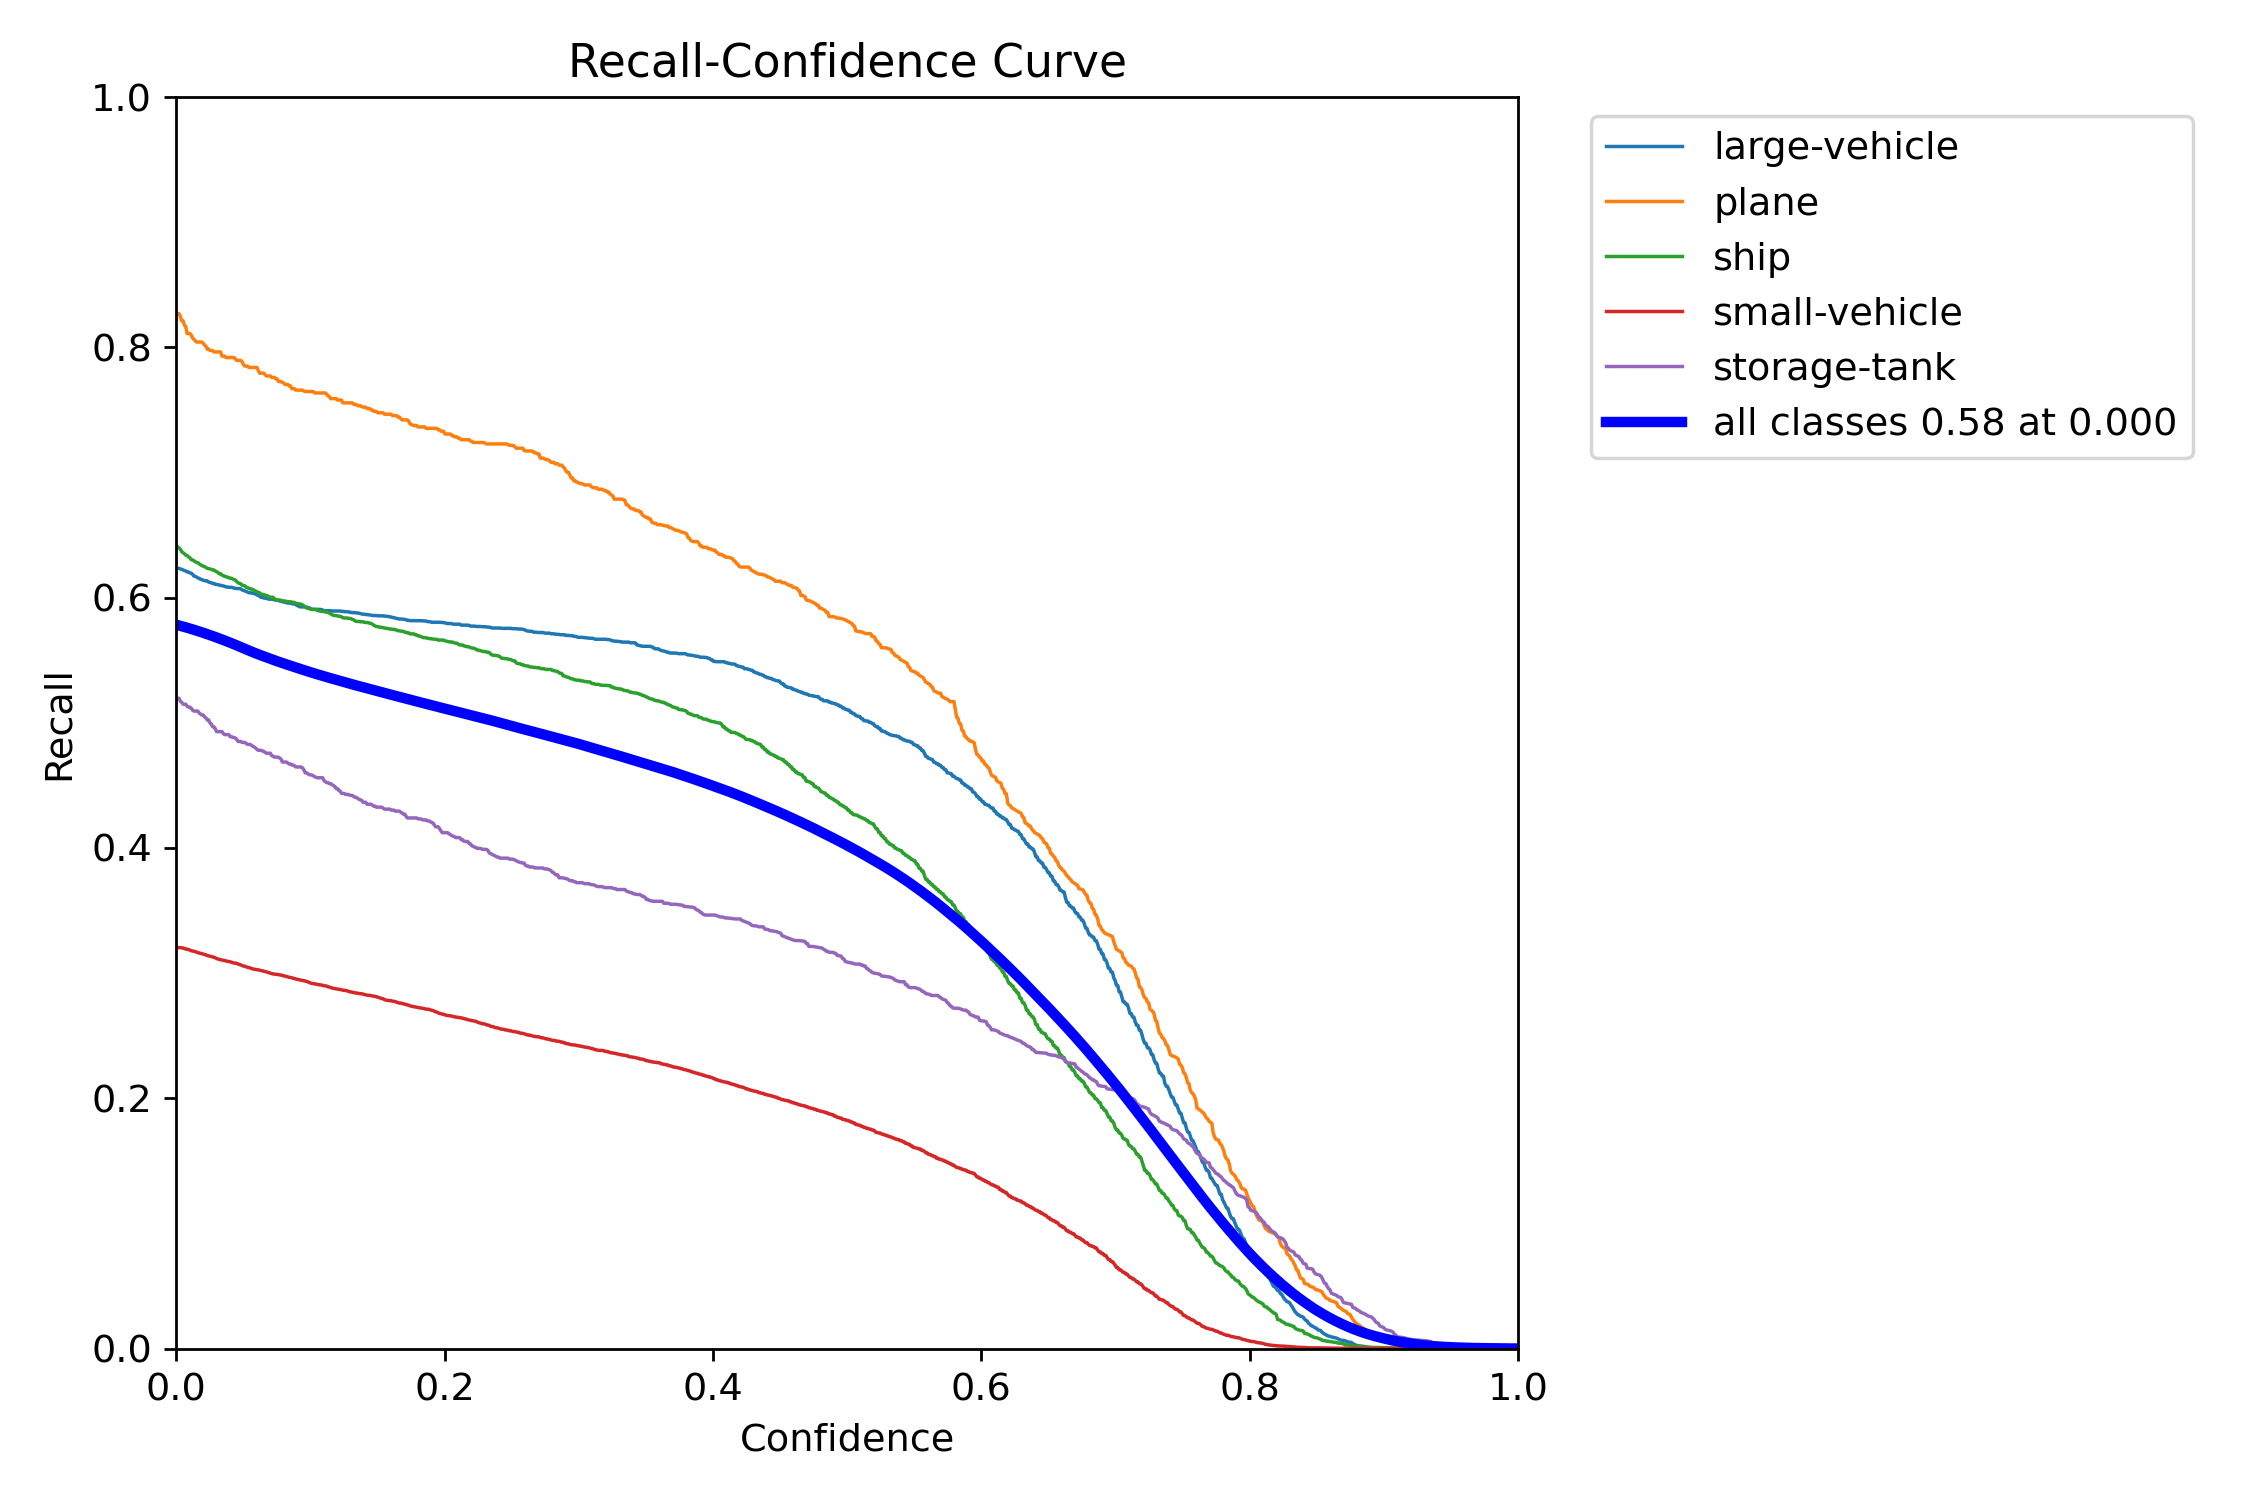 Recall-Confidence Curve
1.0
0.8
0.6
0.4
0.2
0.0
Recall
0.0 0.2 0.4 0.6 0.8 1.0
Confidence
large-vehicle
plane
ship
small-vehicle
storage-tank
all classes 0.58 at 0.000